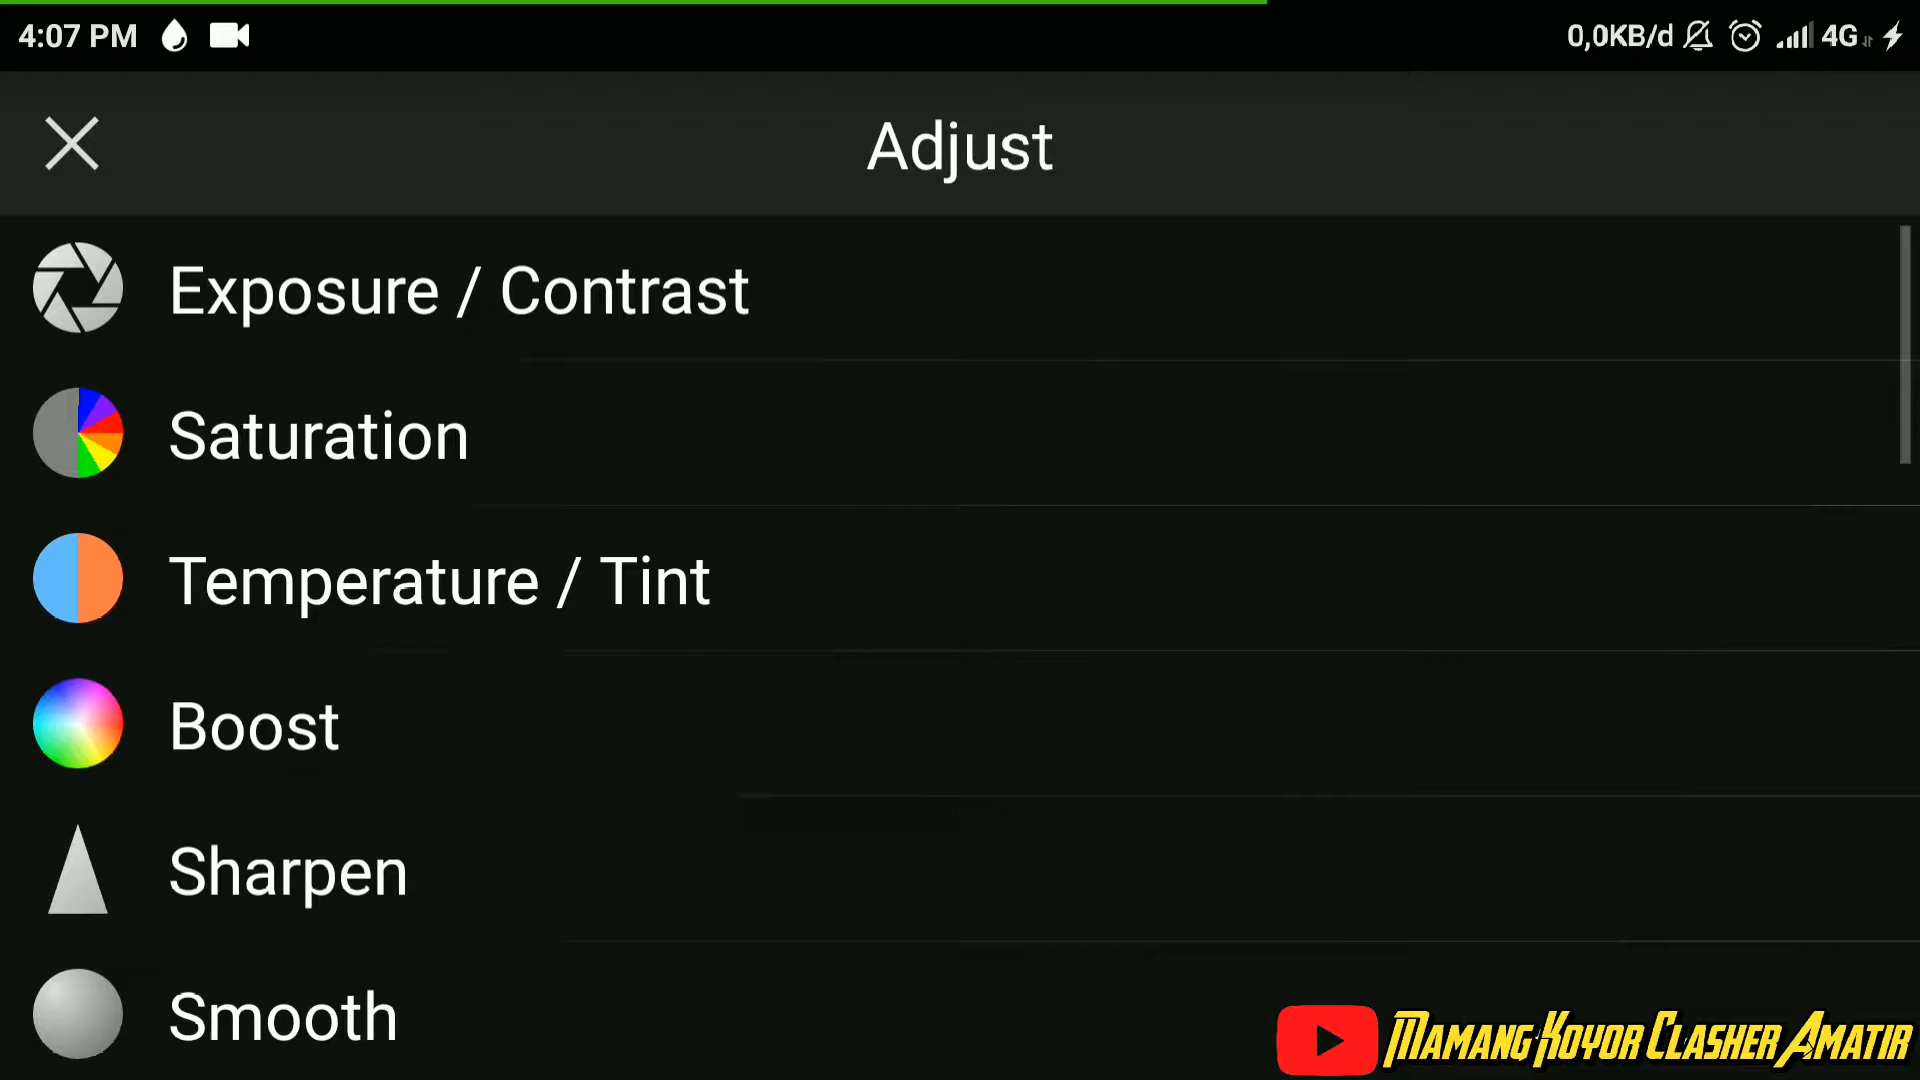 4:07 PM 0,0KB/d 4G
Adjust
Exposure / Contrast
Saturation
Temperature / Tint
Boost
Sharpen
Smooth
Mamang Koyor Clasher Amatir